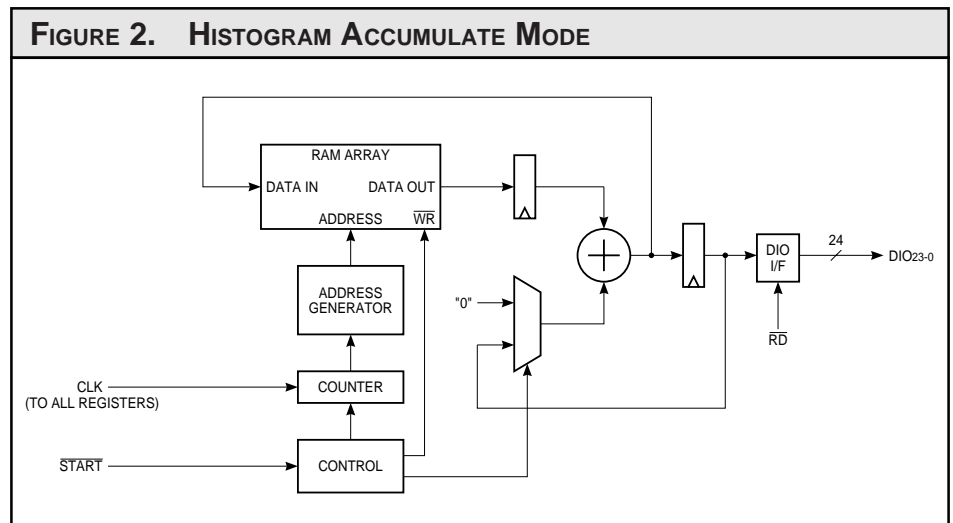 FIGURE 2. HISTOGRAM ACCUMULATE MODE
RAM ARRAY
DATA IN DATA OUT
ADDRESS WR
24
DIO
I/F
DIO23-0
ADDRESS
GENERATOR
"0"
RD
CLK
(TO ALL REGISTERS)
COUNTER
START
CONTROL